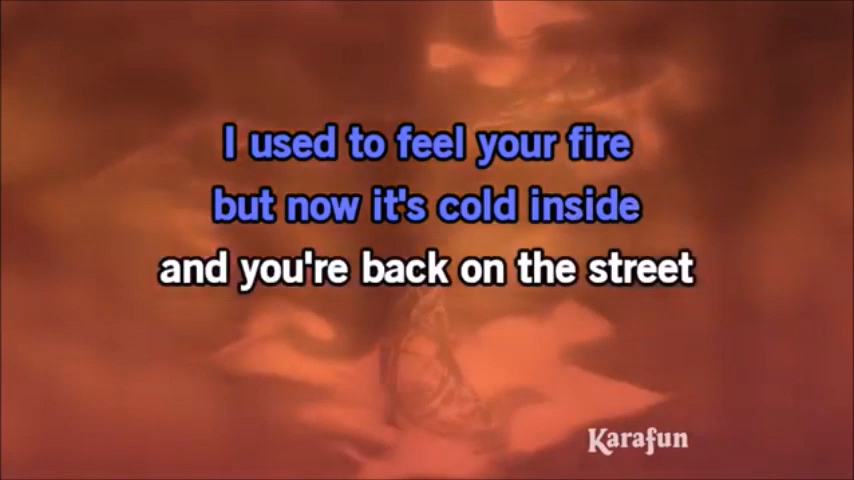 I used to feel your fire
but now it's cold inside
and you're back on the street
Karafun